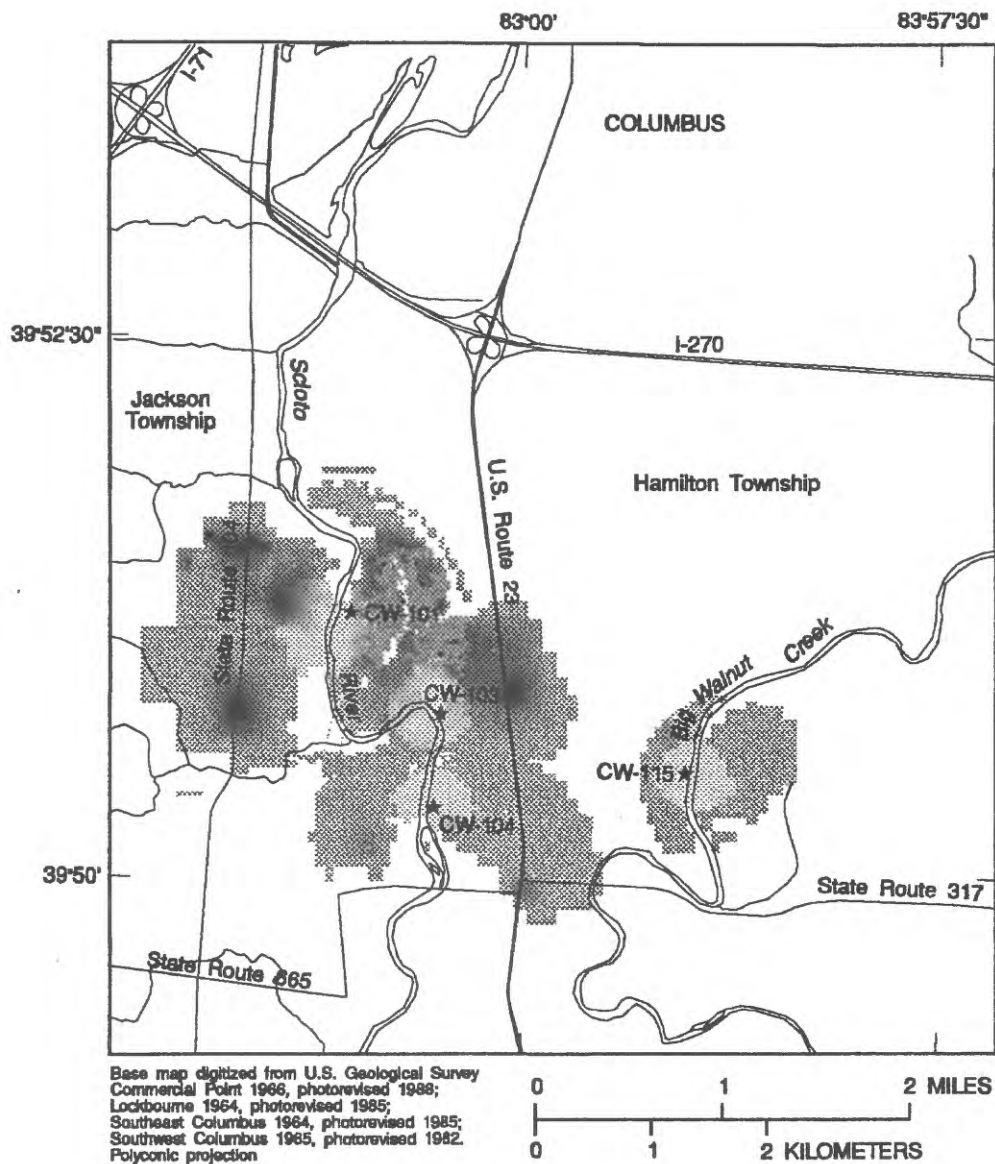 83°00'
83°57'30"
I-71
COLUMBUS
39°52'30"
I-270
Scioto
Jackson
Township
U.S. Route 23
Hamilton Township
State Route 104
CW-101
River
CW-103
Big Walnut
Creek
CW-115
CW-104
39°50'
State Route 317
State Route 665
Base map digitized from U.S. Geological Survey
Commercial Point 1966, photorevised 1988;
Lockbourne 1964, photorevised 1985;
Southeast Columbus 1964, photorevised 1985;
Southwest Columbus 1965, photorevised 1982.
Polyconic projection
0 1 2 MILES
0 1 2 KILOMETERS